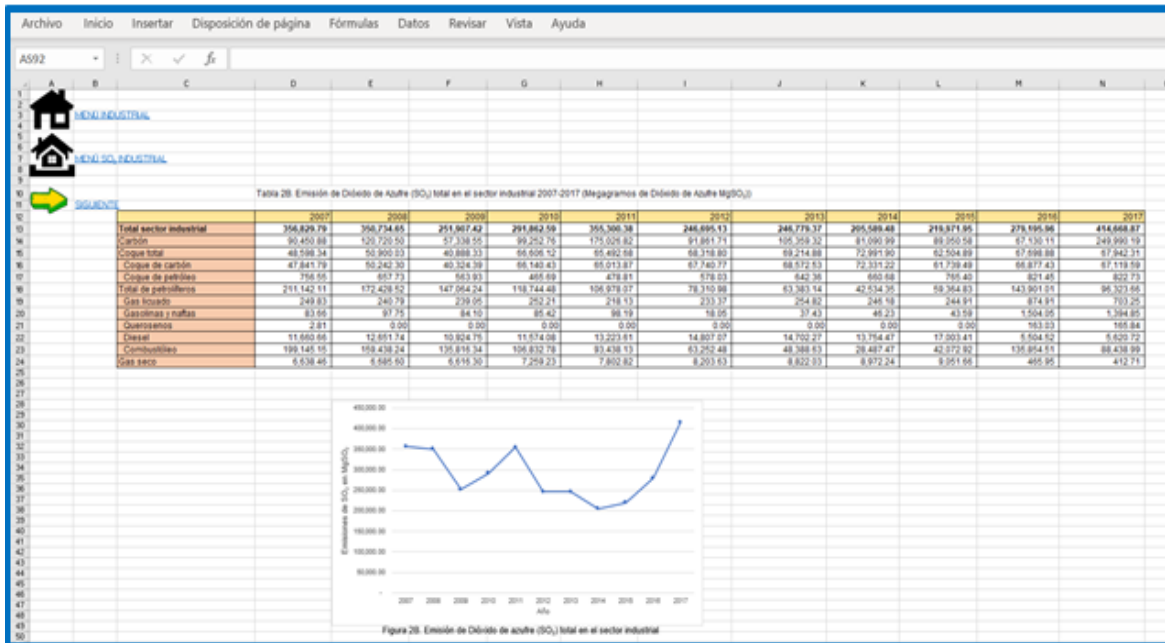 Archivo Inicio Insertar Disposición de página Fórmulas Datos Revisar Vista Ayuda
A592 fx
A B C D E F G H I J K L M N
MENÚ INDUSTRIAL
MENÚ SO₂ INDUSTRIAL
SIGUIENTE
Tabla 2B. Emisión de Dióxido de Azufre (SO₂) total en el sector industrial 2007-2017 (Megagramos de Dióxido de Azufre MgSO₂))
2007 2008 2009 2010 2011 2012 2013 2014 2015 2016 2017
Total sector industrial 356,829.79 350,734.65 251,907.42 291,862.59 355,300.38 246,695.13 246,779.37 205,589.48 219,971.95 279,195.96 414,668.87
Carbón 90,450.88 120,720.50 57,338.55 99,252.76 175,026.82 91,861.71 105,359.32 81,090.99 89,050.58 67,130.11 249,990.19
Coque total 48,598.34 50,900.03 40,888.33 66,606.12 65,492.68 68,318.80 69,214.88 72,991.90 62,504.89 67,698.88 67,942.31
Coque de carbón 47,841.79 50,242.30 40,324.39 66,140.43 65,013.87 67,740.77 68,572.53 72,331.22 61,739.49 66,877.43 67,119.59
Coque de petróleo 756.55 657.73 563.93 465.69 478.81 578.03 642.36 660.68 765.40 821.45 822.73
Total de petrolíferos 211,142.11 172,428.52 147,064.24 118,744.48 106,978.07 78,310.98 63,383.14 42,534.35 59,364.83 143,901.01 96,323.66
Gas licuado 249.83 240.79 239.05 252.21 218.13 233.37 254.82 246.18 244.91 874.91 703.25
Gasolinas y naftas 83.66 97.75 84.10 85.42 98.19 18.05 37.43 46.23 43.59 1,504.05 1,394.85
Querosenos 2.81 0.00 0.00 0.00 0.00 0.00 0.00 0.00 0.00 163.03 165.84
Diesel 11,660.66 12,651.74 10,924.75 11,574.08 13,223.61 14,807.07 14,702.27 13,754.47 17,003.41 5,504.52 5,620.72
Combustóleo 199,145.15 159,438.24 135,816.34 106,832.78 93,438.13 63,252.48 48,388.63 28,487.47 42,072.92 135,854.51 88,438.99
Gas seco 6,638.46 6,685.60 6,616.30 7,259.23 7,802.82 8,203.63 8,822.03 8,972.24 9,051.66 465.95 412.71
450,000.00
400,000.00
350,000.00
300,000.00
250,000.00
200,000.00
150,000.00
100,000.00
50,000.00
-
Emisiones de SO₂ en MgSO₂
2007 2008 2009 2010 2011 2012 2013 2014 2015 2016 2017
Año
Figura 2B. Emisión de Dióxido de azufre (SO₂) total en el sector industrial